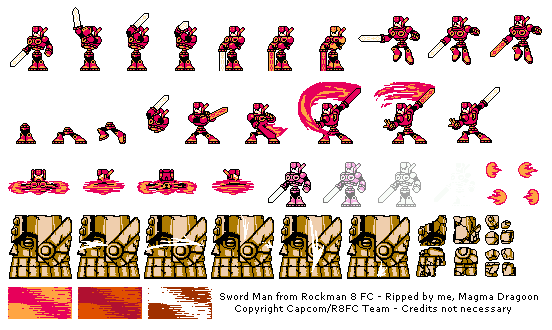 Sword Man from Rockman 8 FC - Ripped by me, Magma Dragoon
Copyright Capcom/R8FC Team - Credits not necessary